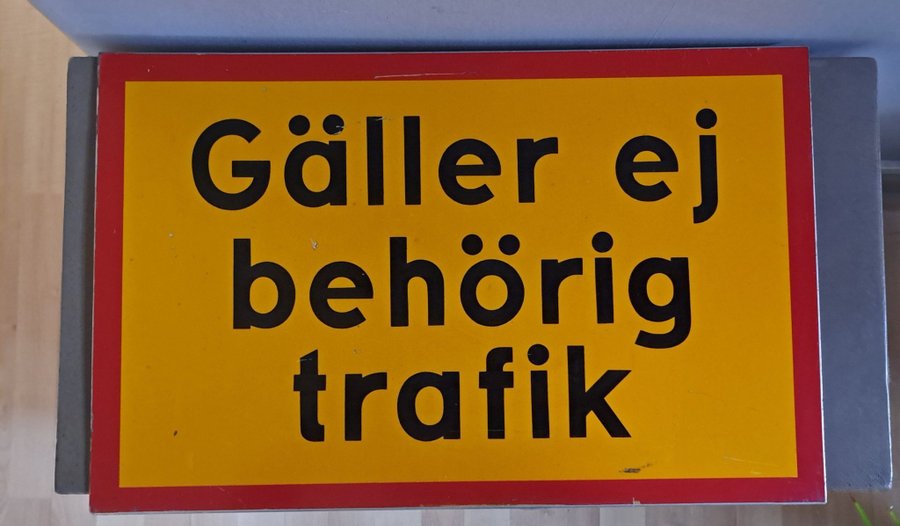 Gäller ej
behörig
trafik